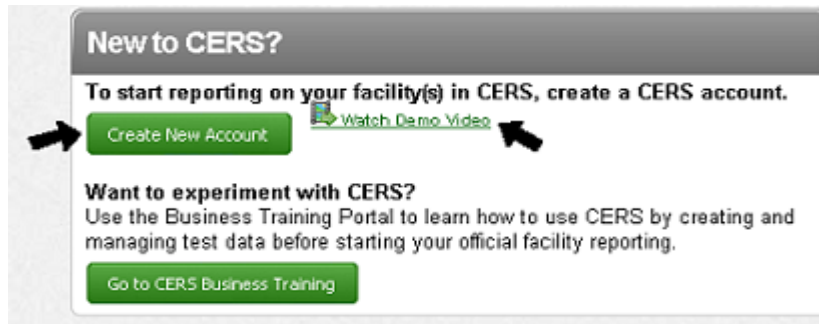 New to CERS?
To start reporting on your facility(s) in CERS, create a CERS account.
Create New Account
Watch Demo Video
Want to experiment with CERS?
Use the Business Training Portal to learn how to use CERS by creating and
managing test data before starting your official facility reporting.
Go to CERS Business Training